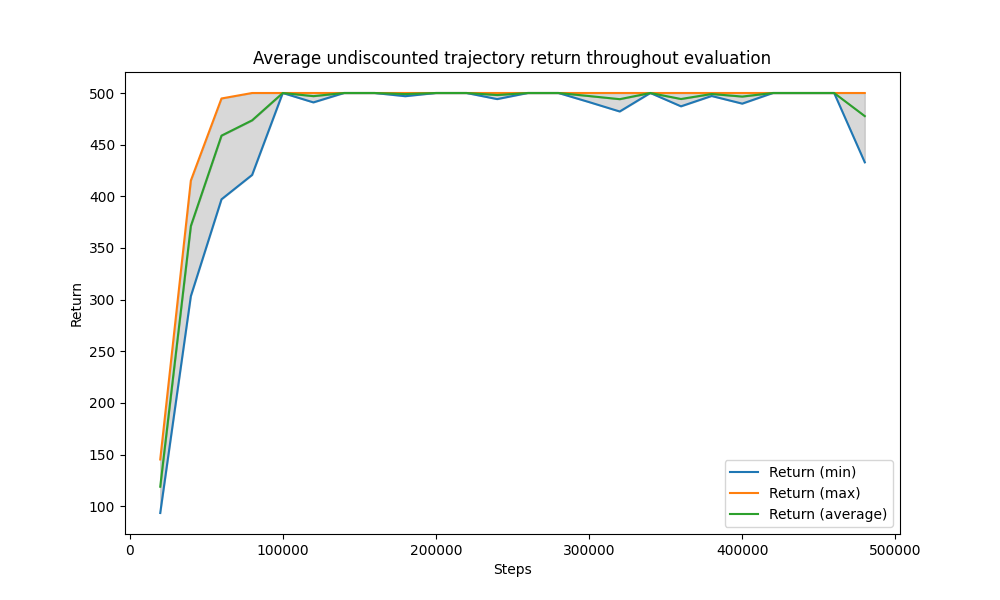 Average undiscounted trajectory return throughout evaluation
500
450
400
350
300
250
200
150
100
Return
0 100000 200000 300000 400000 500000
Steps
Return (min)
Return (max)
Return (average)